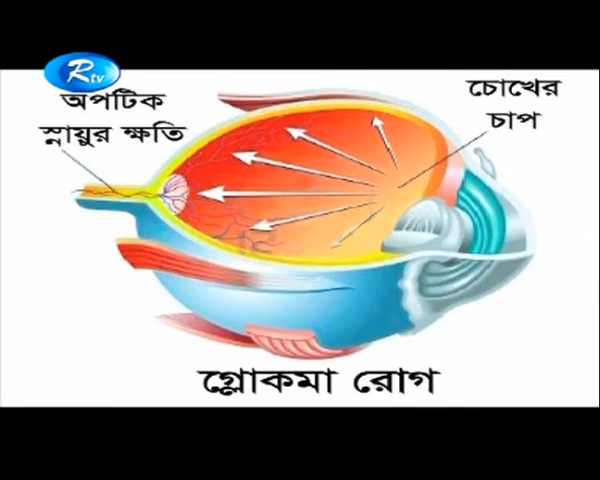 Rtv
অপটিক
স্নায়ুর ক্ষতি
চোখের
চাপ
গ্লোকমা রোগ